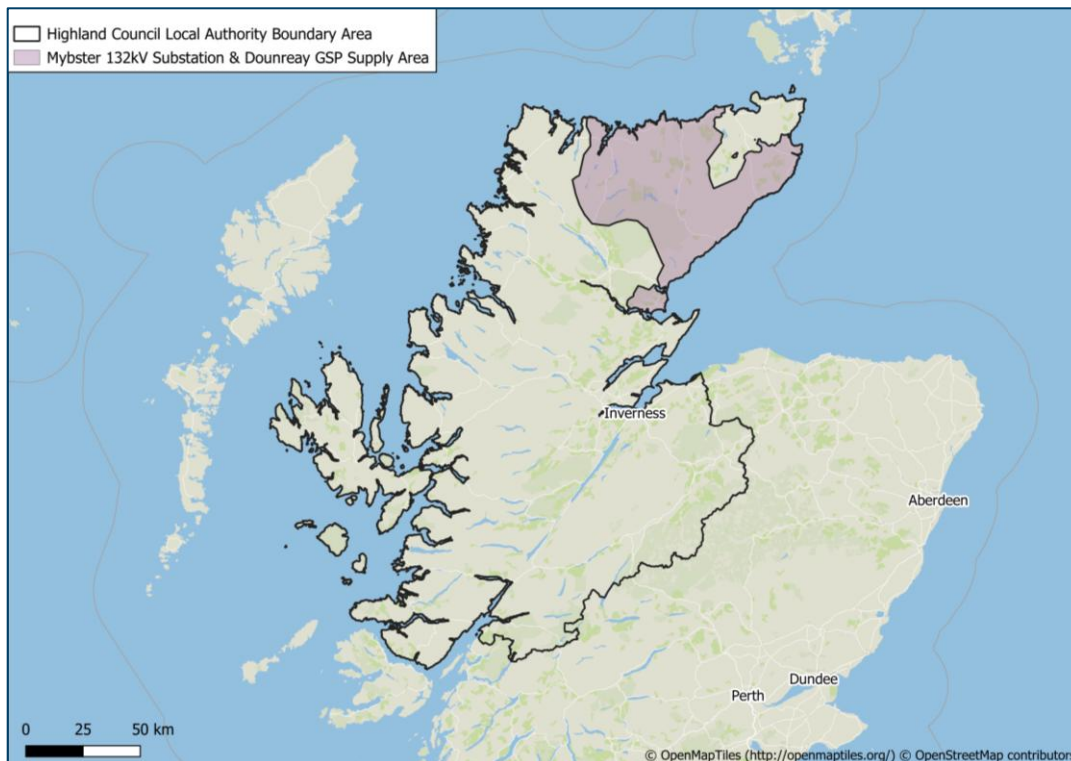 Highland Council Local Authority Boundary Area
Mybster 132kV Substation & Dounreay GSP Supply Area
Inverness
Aberdeen
Dundee
Perth
0 25 50 km
© OpenMapTiles (http://openmaptiles.org/) © OpenStreetMap contributors